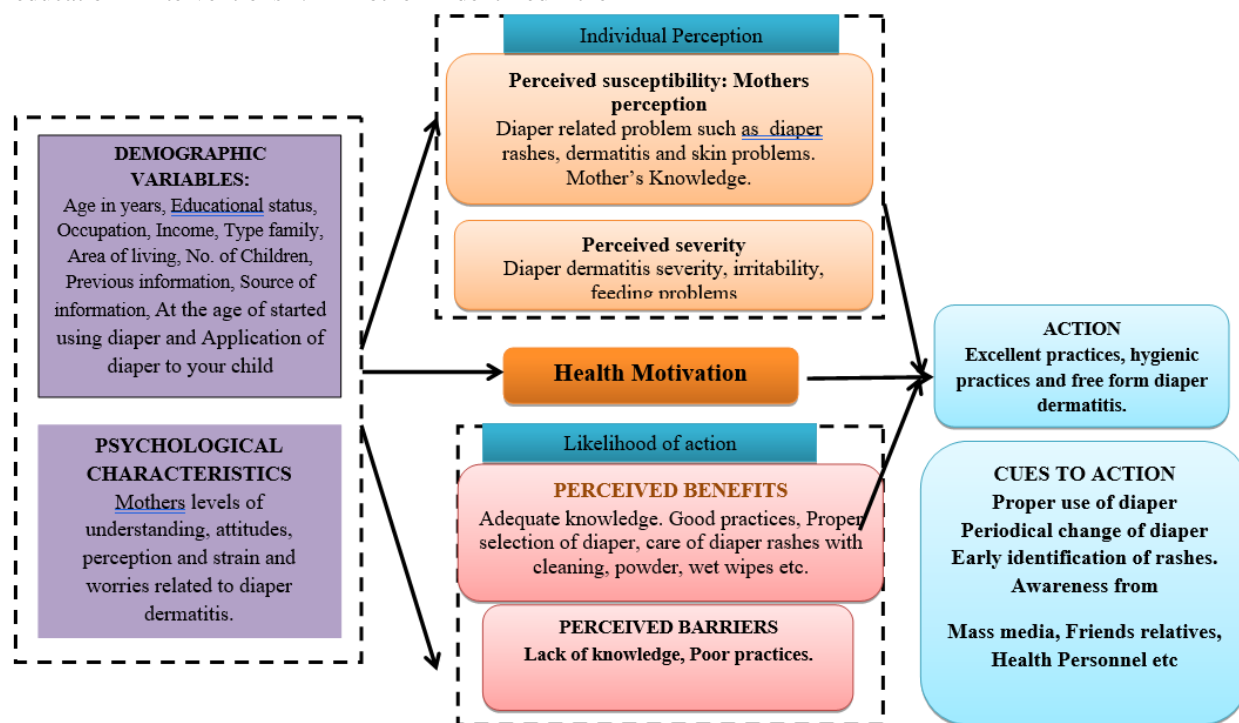 DEMOGRAPHIC
VARIABLES:
Age in years, Educational status,
Occupation, Income, Type family,
Area of living, No. of Children,
Previous information, Source of
information, At the age of started
using diaper and Application of
diaper to your child
PSYCHOLOGICAL
CHARACTERISTICS
Mothers levels of
understanding, attitudes,
perception and strain and
worries related to diaper
dermatitis.
Individual Perception
Perceived susceptibility: Mothers
perception
Diaper related problem such as diaper
rashes, dermatitis and skin problems.
Mother’s Knowledge.
Perceived severity
Diaper dermatitis severity, irritability,
feeding problems
Health Motivation
Likelihood of action
PERCEIVED BENEFITS
Adequate knowledge. Good practices, Proper
selection of diaper, care of diaper rashes with
cleaning, powder, wet wipes etc.
PERCEIVED BARRIERS
Lack of knowledge, Poor practices.
ACTION
Excellent practices, hygienic
practices and free form diaper
dermatitis.
CUES TO ACTION
Proper use of diaper
Periodical change of diaper
Early identification of rashes.
Awareness from
Mass media, Friends relatives,
Health Personnel etc